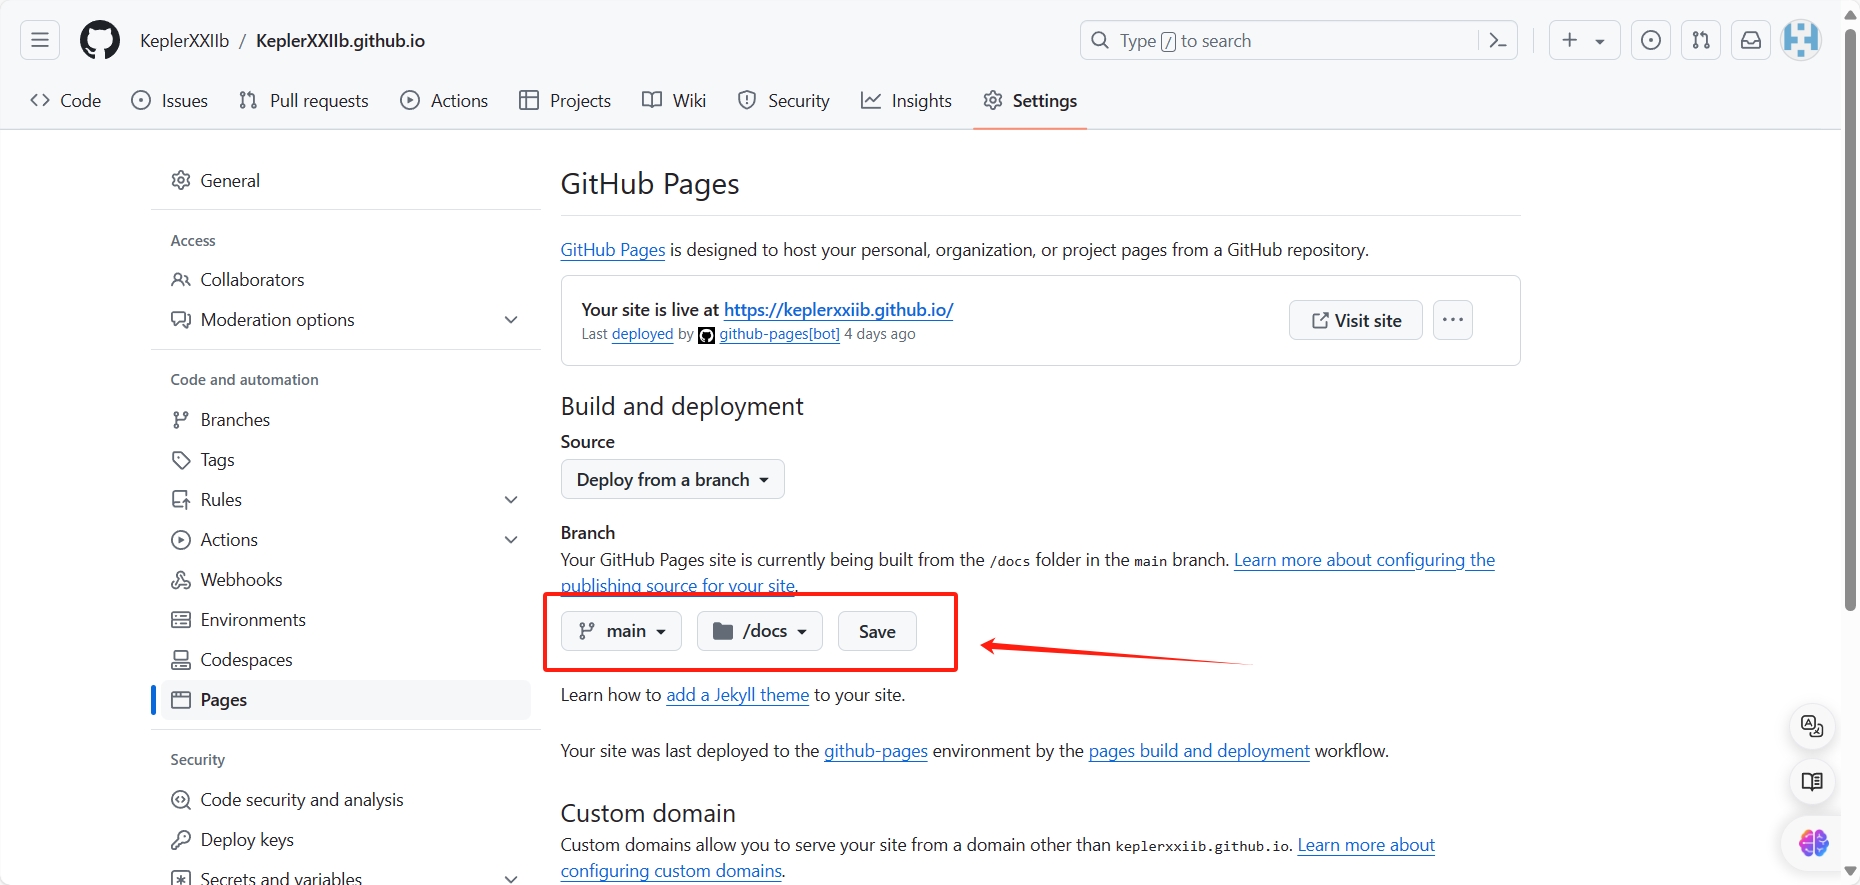 KeplerXXIIb / KeplerXXIIb.github.io
Type / to search
Code
Issues
Pull requests
Actions
Projects
Wiki
Security
Insights
Settings
General
Access
Collaborators
Moderation options
Code and automation
Branches
Tags
Rules
Actions
Webhooks
Environments
Codespaces
Pages
Security
Code security and analysis
Deploy keys
Secrets and variables
GitHub Pages
GitHub Pages is designed to host your personal, organization, or project pages from a GitHub repository.
Your site is live at https://keplerxxiib.github.io/
Last deployed by github-pages[bot] 4 days ago
Visit site
Build and deployment
Source
Deploy from a branch
Branch
Your GitHub Pages site is currently being built from the /docs folder in the main branch. Learn more about configuring the
publishing source for your site.
main
/docs
Save
Learn how to add a Jekyll theme to your site.
Your site was last deployed to the github-pages environment by the pages build and deployment workflow.
Custom domain
Custom domains allow you to serve your site from a domain other than keplerxxiib.github.io. Learn more about
configuring custom domains.